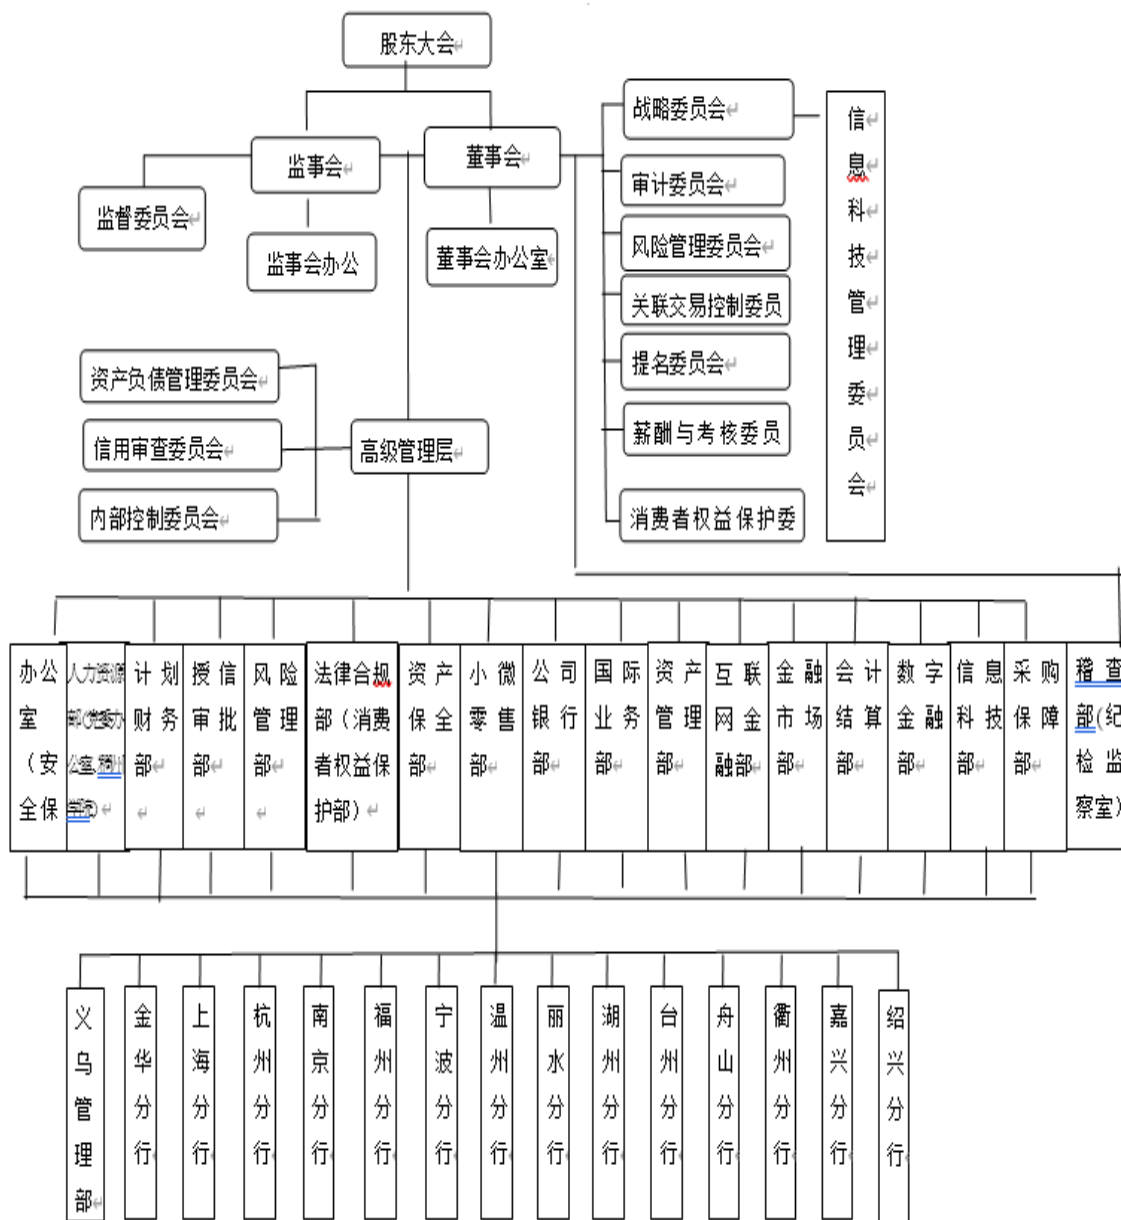 股东大会
战略委员会
信息科技管理委员会
监事会
董事会
审计委员会
监督委员会
监事会办公
董事会办公室
风险管理委员会
关联交易控制委员
提名委员会
资产负债管理委员会
薪酬与考核委员
信用审查委员会
高级管理层
内部控制委员会
消费者权益保护委
办公
室
（安
全保
人力资源
部(党委办
公室、
学院)
计划
财务
部
授信
审批
部
风险
管理
部
法律合规
部（消费
者权益保
护部）
资产
保全
部
小微
零售
部
公司
银行
部
国际
业务
部
资产
管理
部
互联
网金
融部
金融
市场
部
会计
结算
部
数字
金融
部
信息
科技
部
采购
保障
部
稽查
部(纪
检监
察室)
义乌管理部
金华分行
上海分行
杭州分行
南京分行
福州分行
宁波分行
温州分行
丽水分行
湖州分行
台州分行
舟山分行
衢州分行
嘉兴分行
绍兴分行